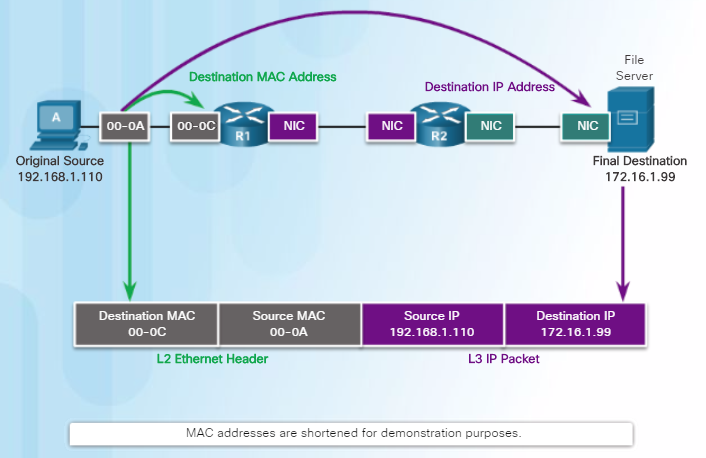 File
Server
Destination MAC Address
Destination IP Address
A
00-0A
00-0C
R1
NIC
NIC
R2
NIC
NIC
Original Source
192.168.1.110
Final Destination
172.16.1.99
Destination MAC
00-0C
Source MAC
00-0A
Source IP
192.168.1.110
Destination IP
172.16.1.99
L2 Ethernet Header
L3 IP Packet
MAC addresses are shortened for demonstration purposes.